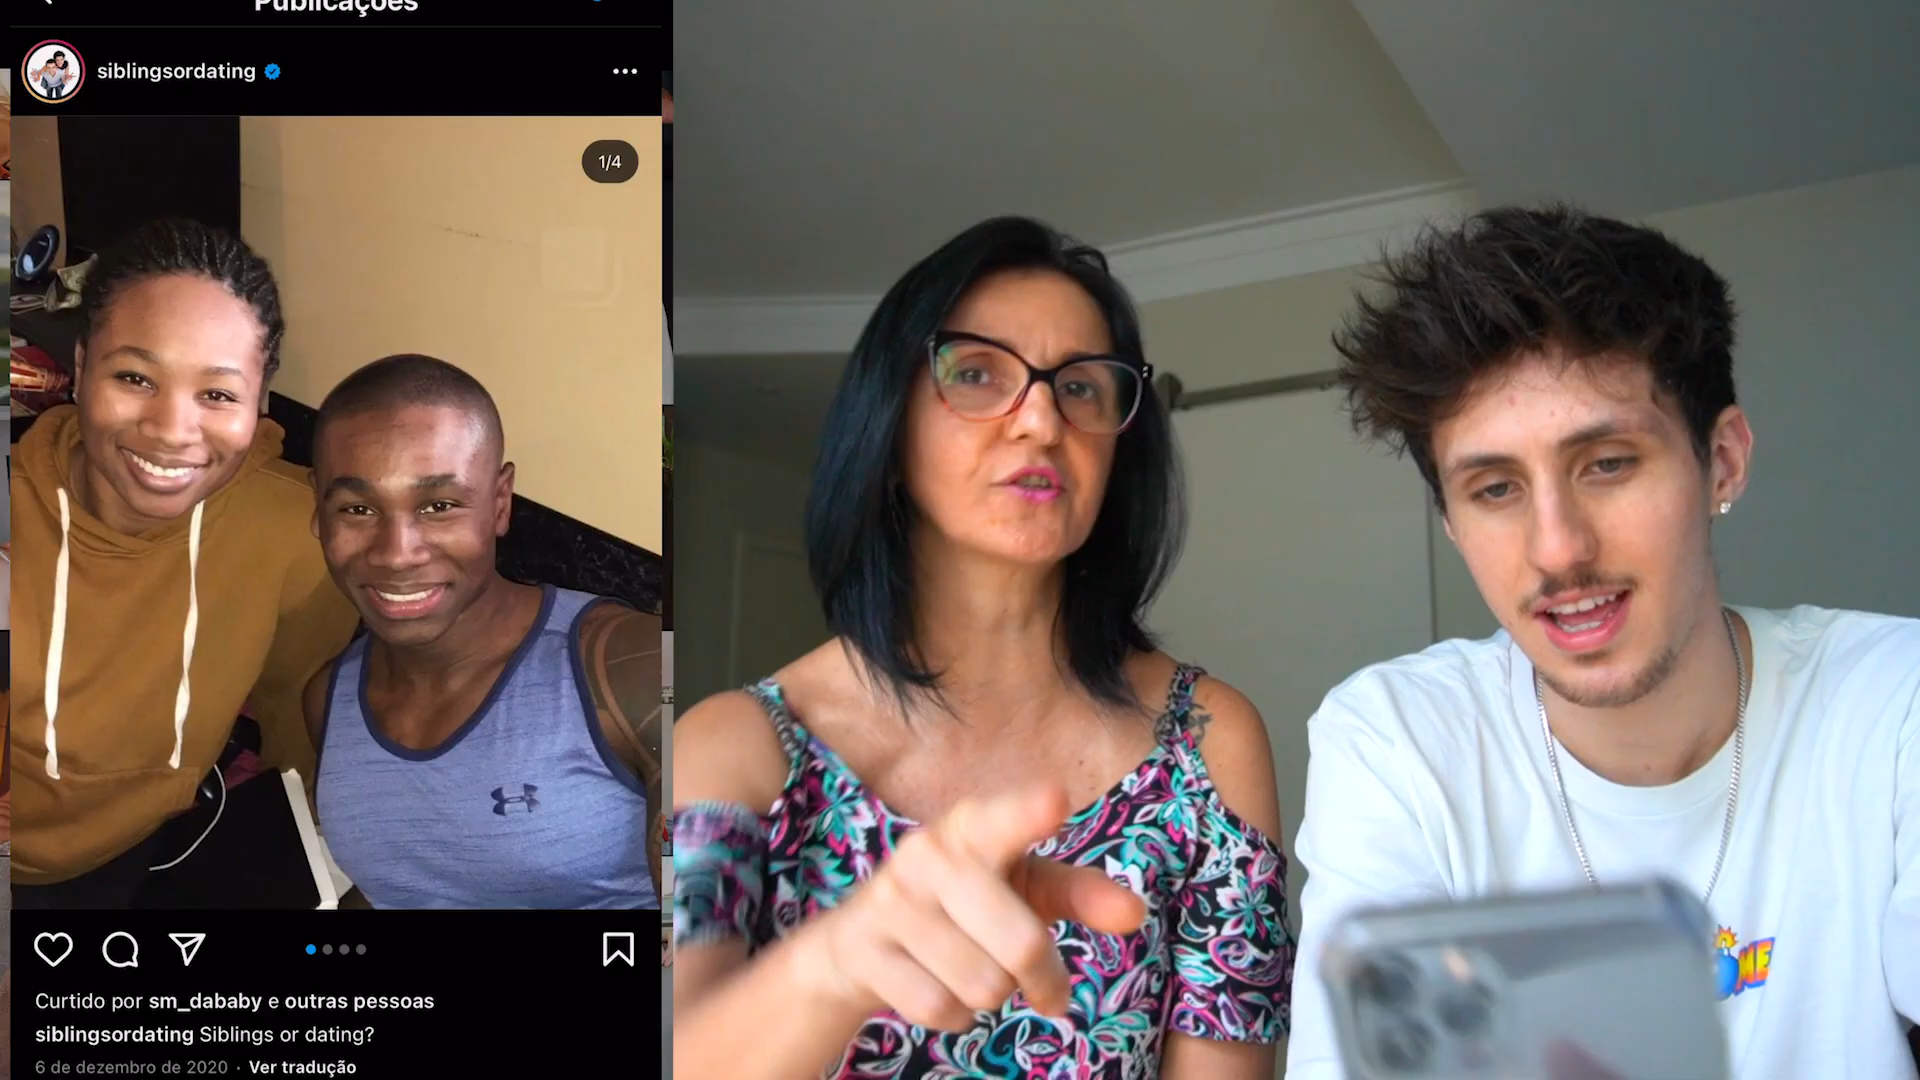 Publicações
siblingsordating
1/4
Curtido por sm_dababy e outras pessoas
siblingsordating Siblings or dating?
6 de dezembro de 2020 · Ver tradução
ME